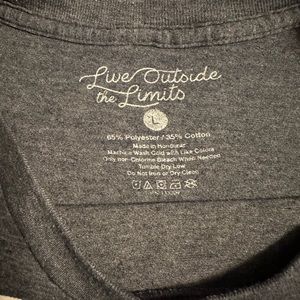 Live Outside
the Limits
L
65% Polyester / 35% Cotton
Made in Honduras
Machine Wash Cold with Like Colors
Only non-Chlorine Bleach When Needed
Tumble Dry Low
Do Not Iron or Dry Clean